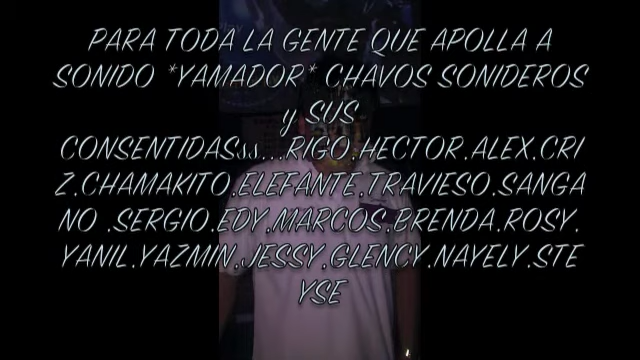 PARA TODA LA GENTE QUE APOLLA A
SONIDO *YAMADOR* CHAVOS SONIDEROS
y SUS
CONSENTIDASss...RIGO.HECTOR.ALEX.CRI
Z.CHAMAKITO.ELEFANTE.TRAVIESO.SANGA
NO .SERGIO.EDY.MARCOS.BRENDA.ROSY.
YANIL.YAZMIN.JESSY.GLENCY.NAYELY.STE
YSE